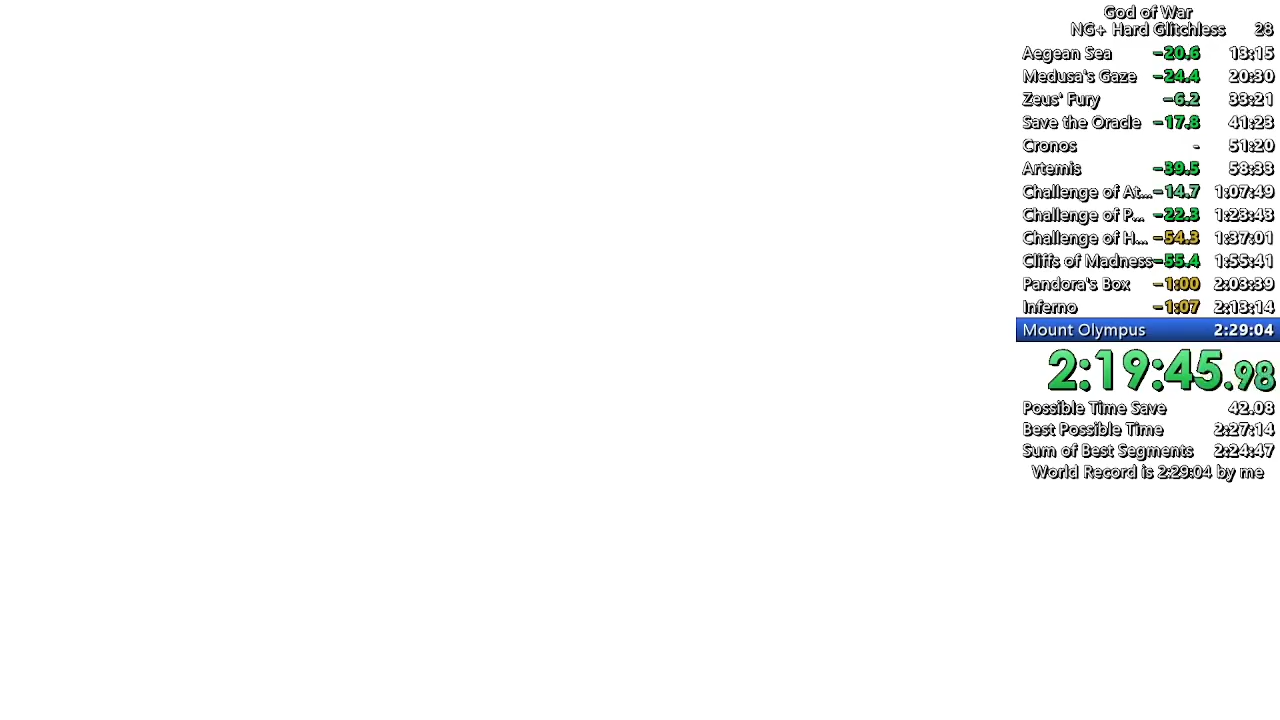 God of War
NG+ Hard Glitchless 28
Aegean Sea −20.6 13:15
Medusa's Gaze −24.4 20:30
Zeus' Fury −6.2 33:21
Save the Oracle −17.8 41:23
Cronos - 51:20
Artemis −39.5 58:33
Challenge of At... −14.7 1:07:49
Challenge of P... −22.3 1:23:43
Challenge of H... −54.3 1:37:01
Cliffs of Madness −55.4 1:55:41
Pandora's Box −1:00 2:03:39
Inferno −1:07 2:13:14
Mount Olympus 2:29:04
2:19:45.98
Possible Time Save 42.08
Best Possible Time 2:27:14
Sum of Best Segments 2:24:47
World Record is 2:29:04 by me